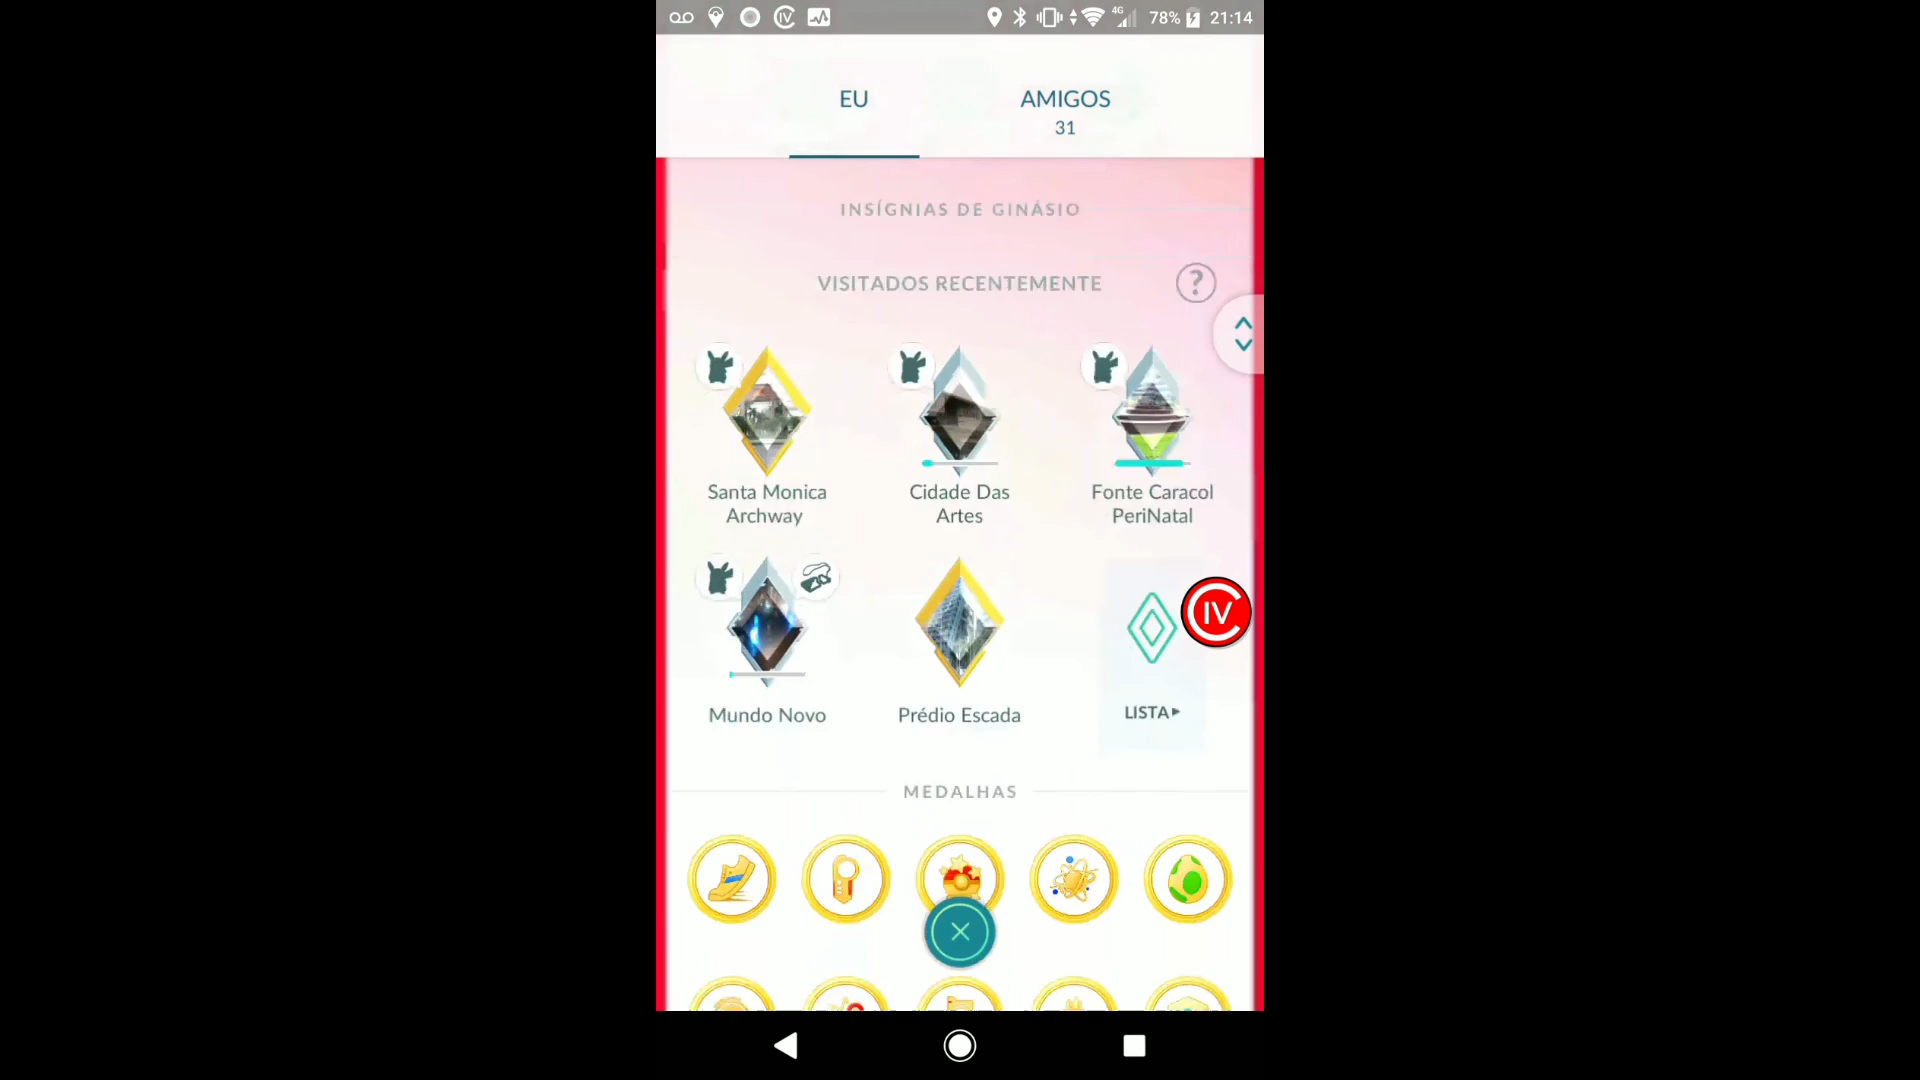 4G 78% 21:14
EU AMIGOS
31
INSÍGNIAS DE GINÁSIO
VISITADOS RECENTEMENTE ?
Santa Monica
Archway
Cidade Das
Artes
Fonte Caracol
PeriNatal
Mundo Novo
Prédio Escada
LISTA
IV
MEDALHAS